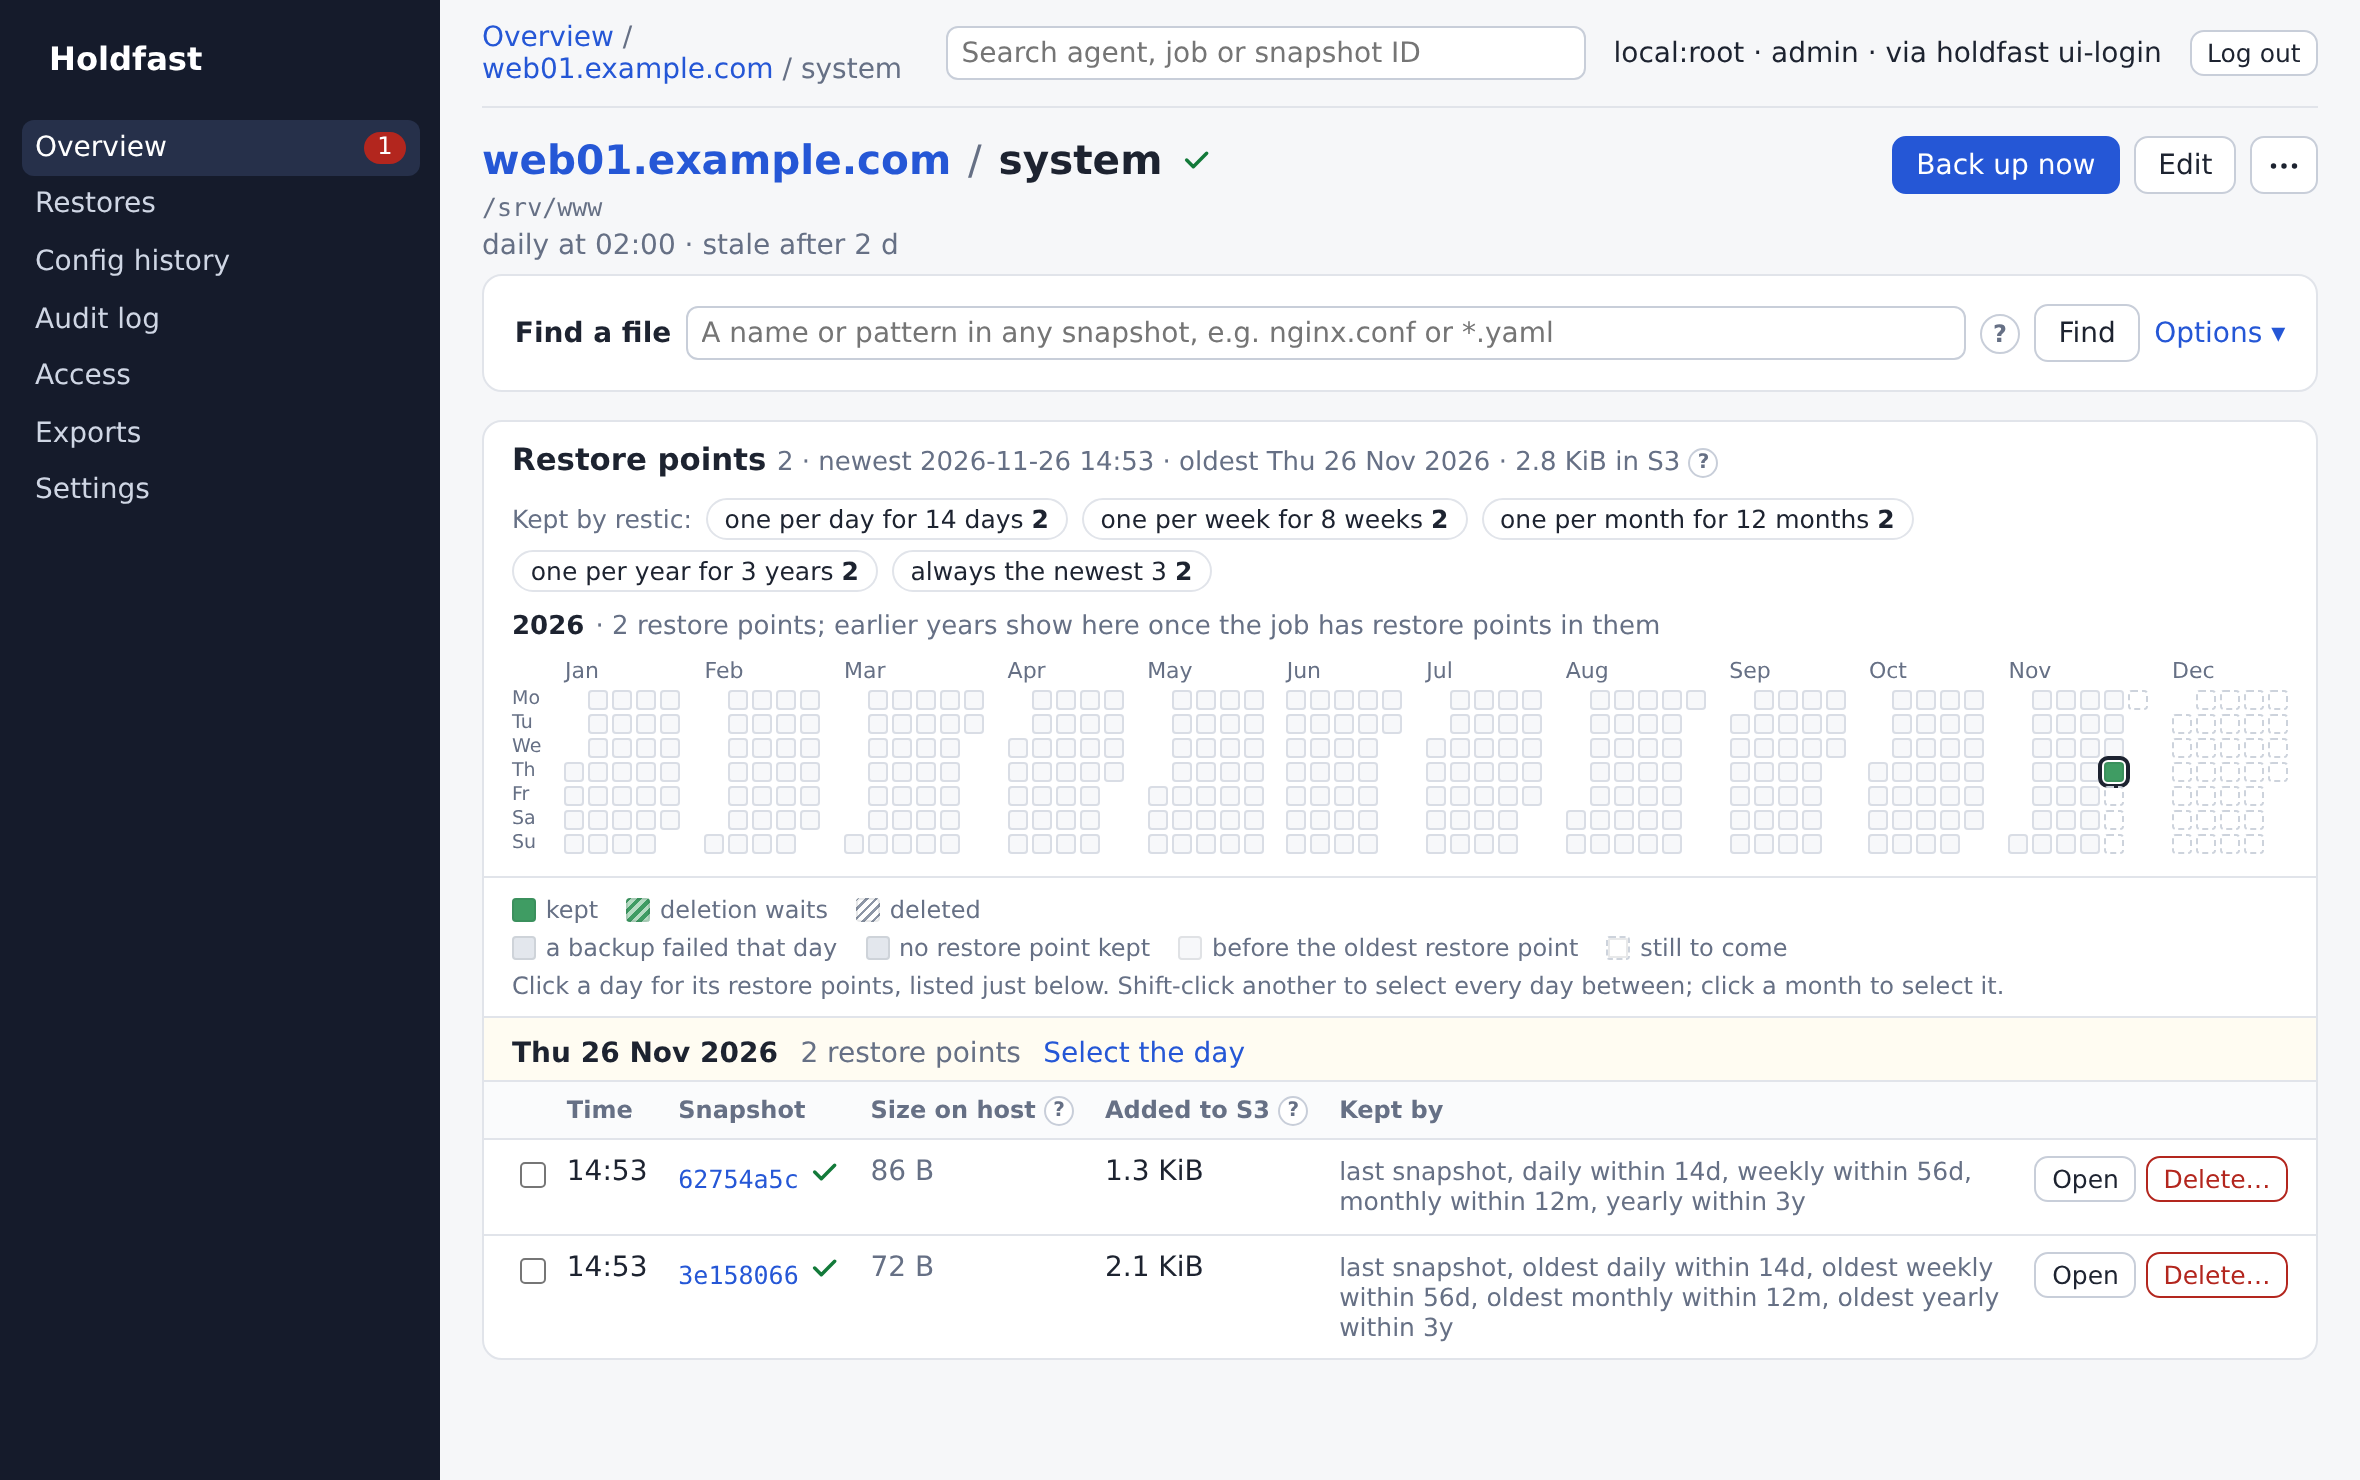 Holdfast
Overview 1
Restores
Config history
Audit log
Access
Exports
Settings
Overview /
web01.example.com / system
Search agent, job or snapshot ID
local:root · admin · via holdfast ui-login
Log out
web01.example.com / system ✓
Back up now
Edit
···
/srv/www
daily at 02:00 · stale after 2 d
Find a file
A name or pattern in any snapshot, e.g. nginx.conf or *.yaml
?
Find
Options ▾
Restore points 2 · newest 2026-11-26 14:53 · oldest Thu 26 Nov 2026 · 2.8 KiB in S3 ?
Kept by restic: one per day for 14 days 2 one per week for 8 weeks 2 one per month for 12 months 2
one per year for 3 years 2 always the newest 3 2
2026 · 2 restore points; earlier years show here once the job has restore points in them
Jan Feb Mar Apr May Jun Jul Aug Sep Oct Nov Dec
Mo
Tu
We
Th
Fr
Sa
Su
kept deletion waits deleted
a backup failed that day no restore point kept before the oldest restore point still to come
Click a day for its restore points, listed just below. Shift-click another to select every day between; click a month to select it.
Thu 26 Nov 2026 2 restore points Select the day
Time Snapshot Size on host ? Added to S3 ? Kept by
14:53 62754a5c ✓ 86 B 1.3 KiB last snapshot, daily within 14d, weekly within 56d,
monthly within 12m, yearly within 3y
Open Delete…
14:53 3e158066 ✓ 72 B 2.1 KiB last snapshot, oldest daily within 14d, oldest weekly
within 56d, oldest monthly within 12m, oldest yearly
within 3y
Open Delete…